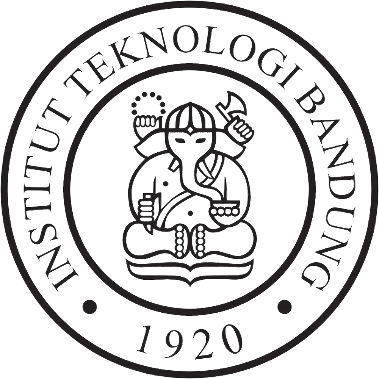 INSTITUT TEKNOLOGI BANDUNG
• 1920 •